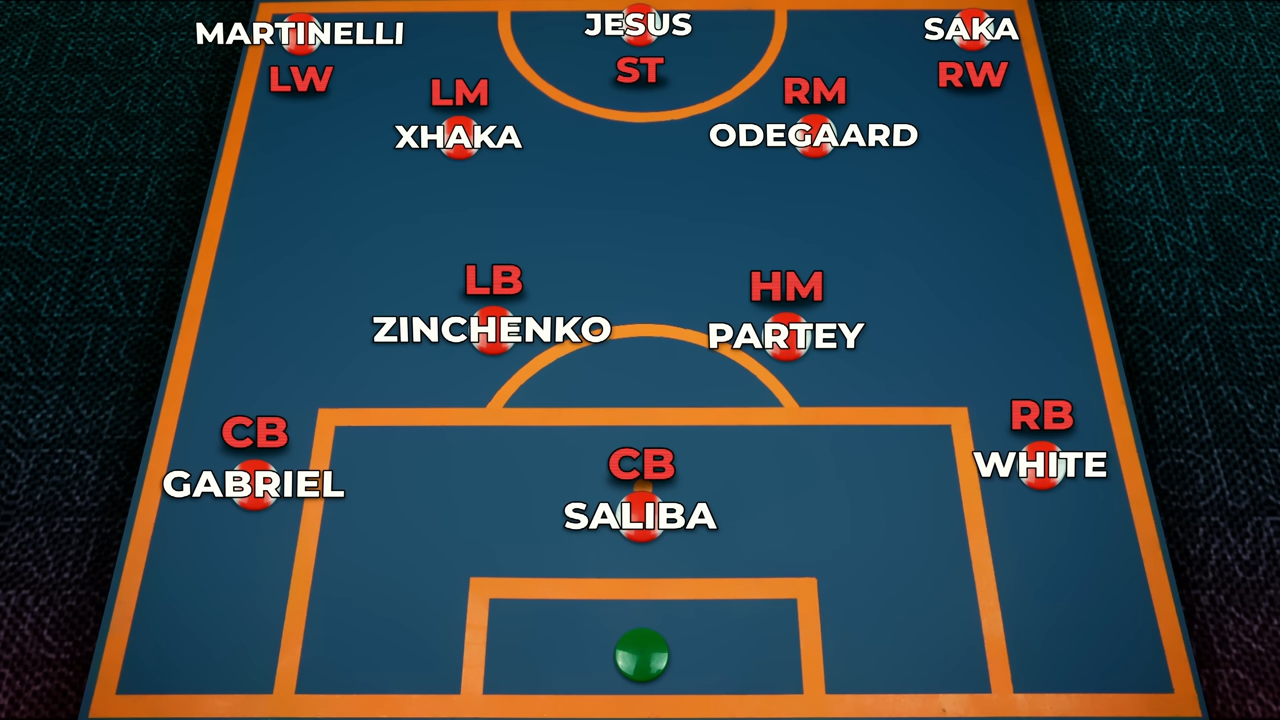 MARTINELLI
LW
JESUS
ST
SAKA
RW
LM
XHAKA
RM
ODEGAARD
LB
ZINCHENKO
HM
PARTEY
CB
GABRIEL
CB
SALIBA
RB
WHITE